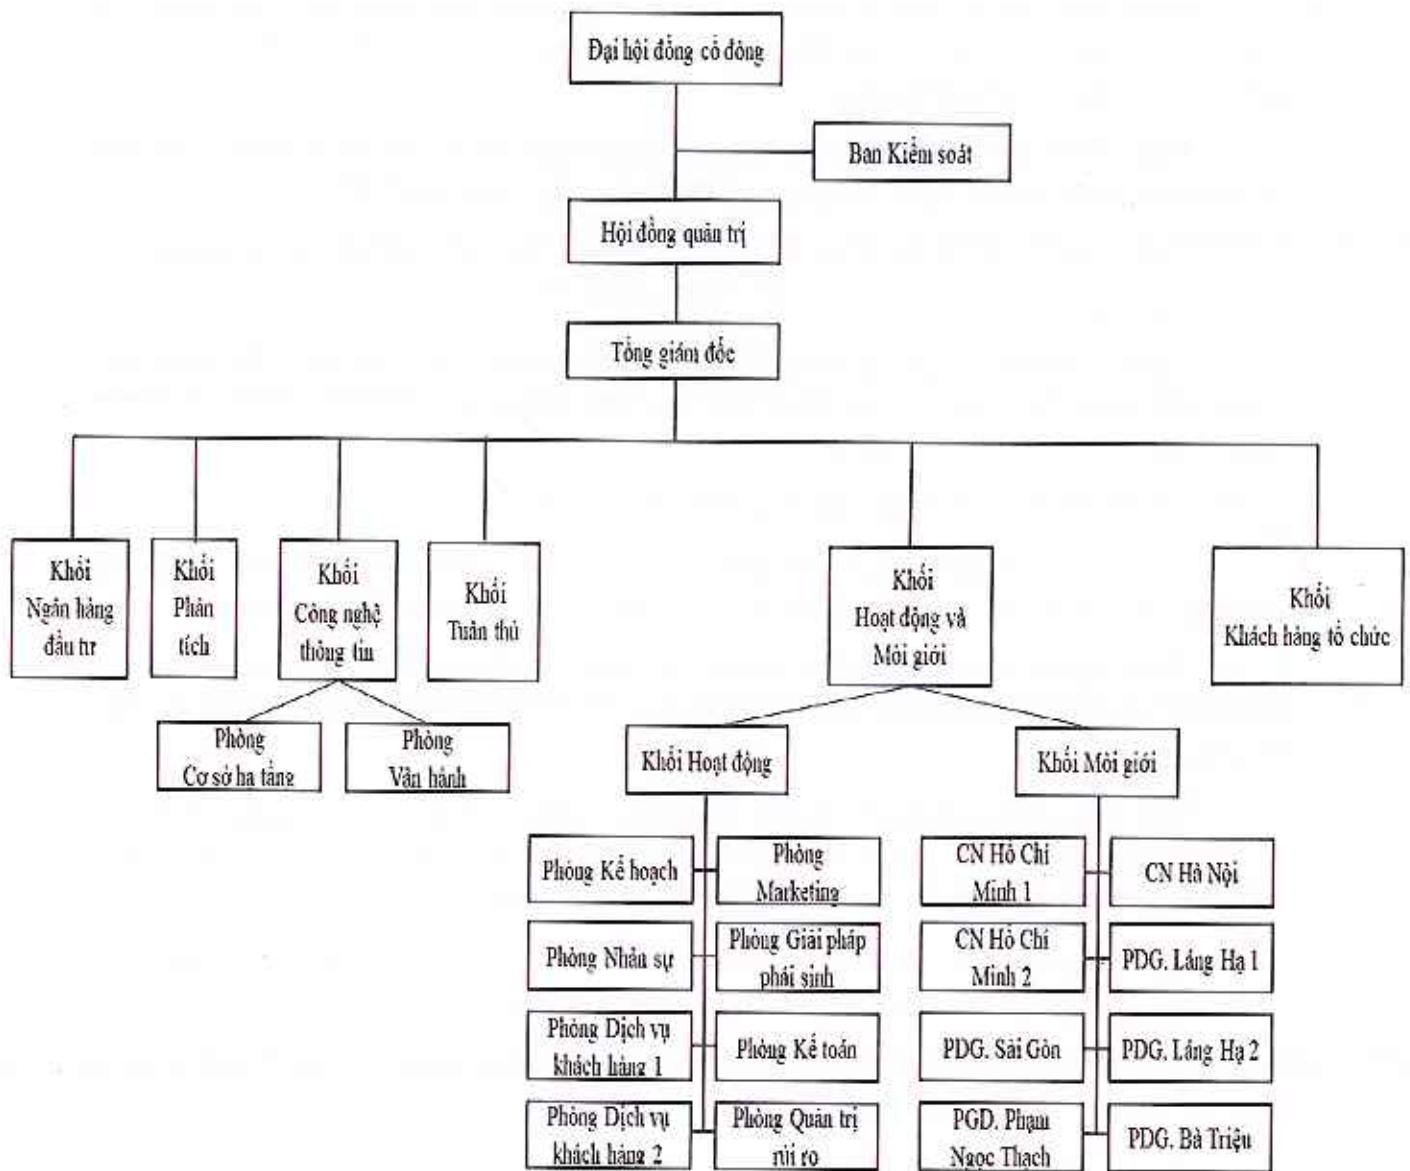 Đại hội đồng cổ đông
Ban Kiểm soát
Hội đồng quản trị
Tổng giám đốc
Khối
Ngân hàng
đầu tư
Khối
Phân
tích
Khối
Công nghệ
thông tin
Khối
Tuân thủ
Khối
Hoạt động và
Môi giới
Khối
Khách hàng tổ chức
Phòng
Cơ sở hạ tầng
Phòng
Vận hành
Khối Hoạt động
Khối Môi giới
Phòng Kế hoạch
Phòng
Marketing
Phòng Nhân sự
Phòng Giải pháp
phái sinh
Phòng Dịch vụ
khách hàng 1
Phòng Kế toán
Phòng Dịch vụ
khách hàng 2
Phòng Quản trị
rủi ro
CN Hồ Chí
Minh 1
CN Hà Nội
CN Hồ Chí
Minh 2
PDG. Láng Hạ 1
PDG. Sài Gòn
PDG. Láng Hạ 2
PGD. Phạm
Ngọc Thạch
PDG. Bà Triệu